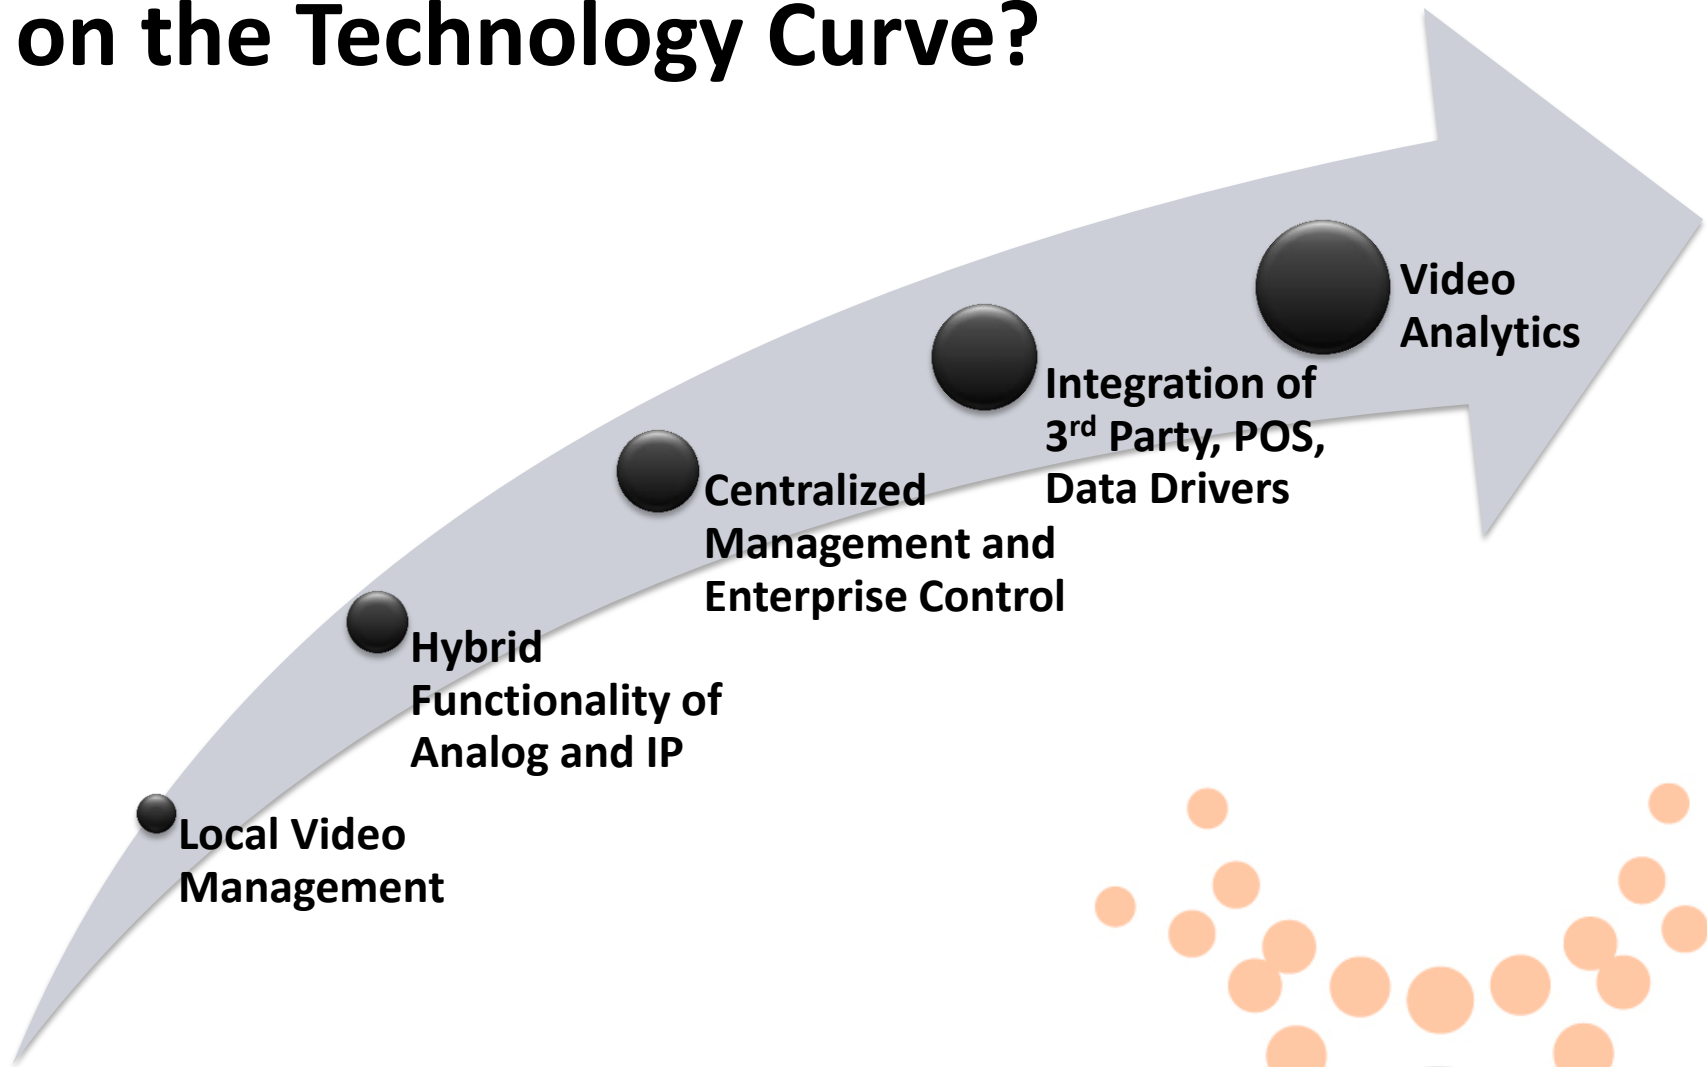 on the Technology Curve?
Video
Analytics
Integration of
3rd Party, POS,
Data Drivers
Centralized
Management and
Enterprise Control
Hybrid
Functionality of
Analog and IP
Local Video
Management